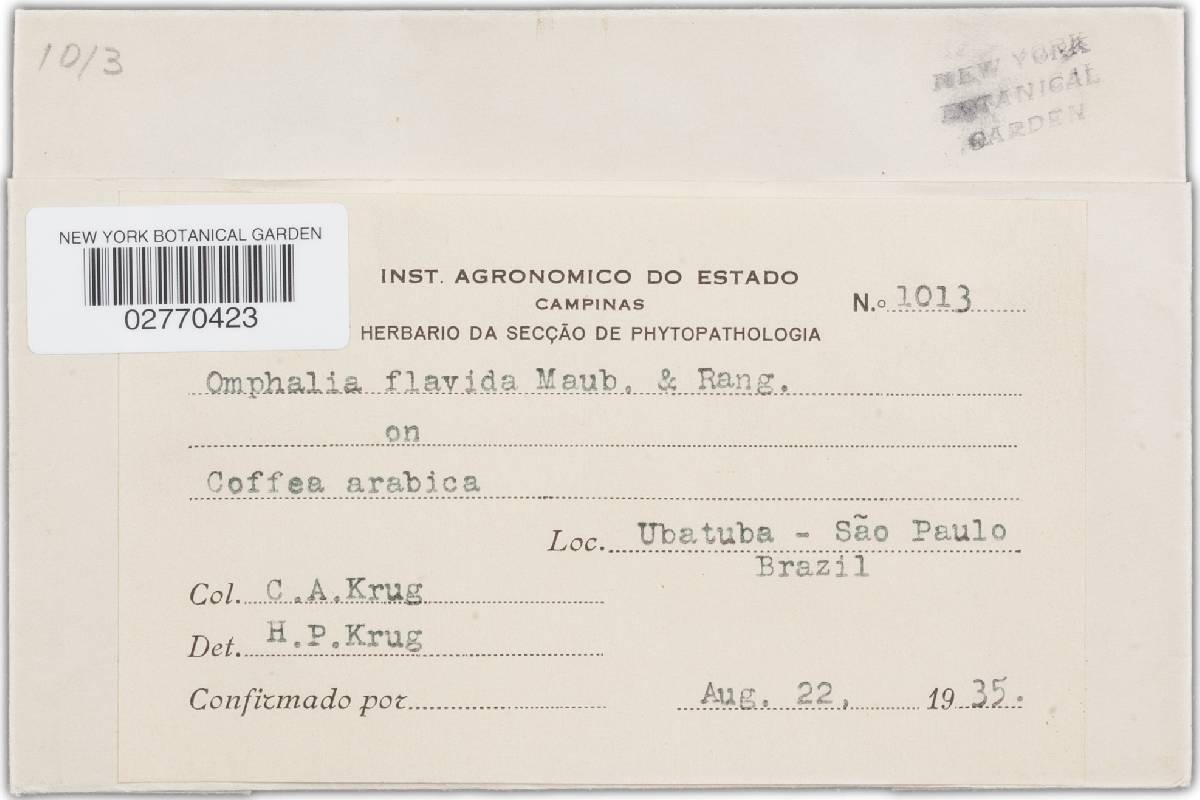 10/3
NEW YORK
BOTANICAL
GARDEN
NEW YORK BOTANICAL GARDEN
02770423
INST. AGRONOMICO DO ESTADO
CAMPINAS
HERBARIO DA SECÇÃO DE PHYTOPATHOLOGIA
N.º 1013
Omphalia flavida Maub. & Rang.
on
Coffea arabica
Loc. Ubatuba - São Paulo
Brazil
Col. C.A.Krug
Det. H.P.Krug
Confirmado por
Aug. 22, 1935.